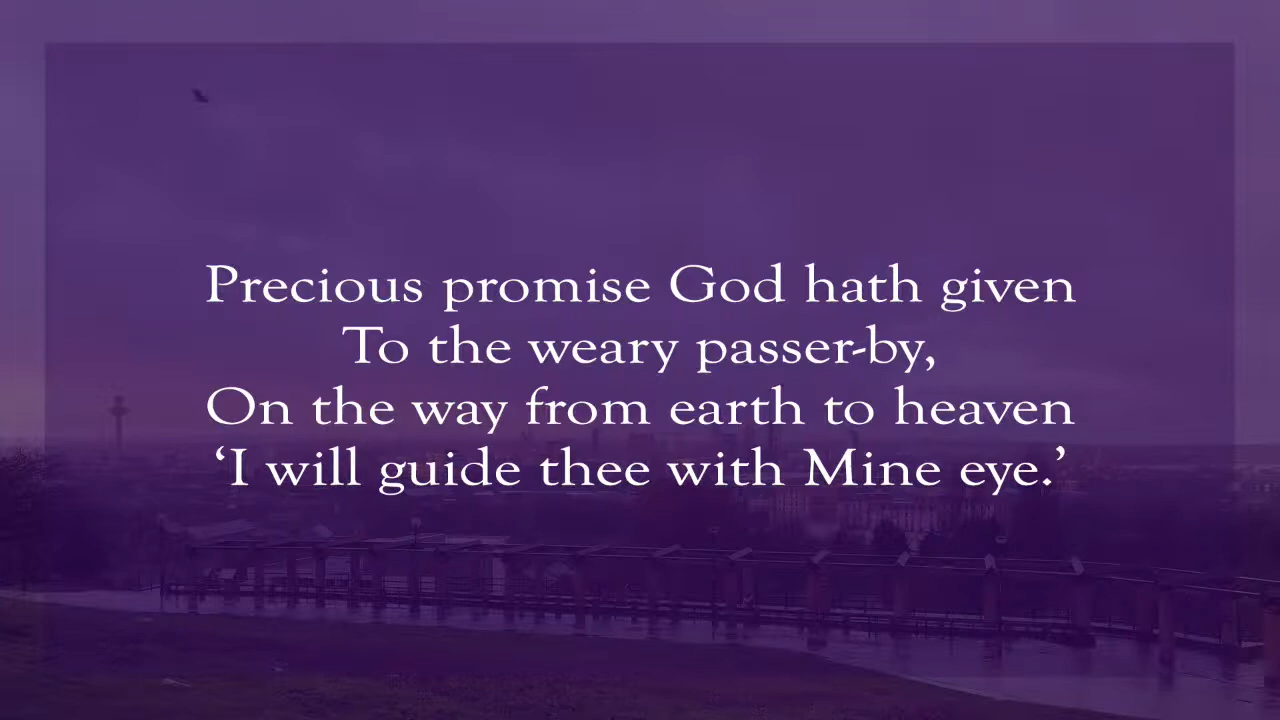 Precious promise God hath given
To the weary passer-by,
On the way from earth to heaven
‘I will guide thee with Mine eye.’